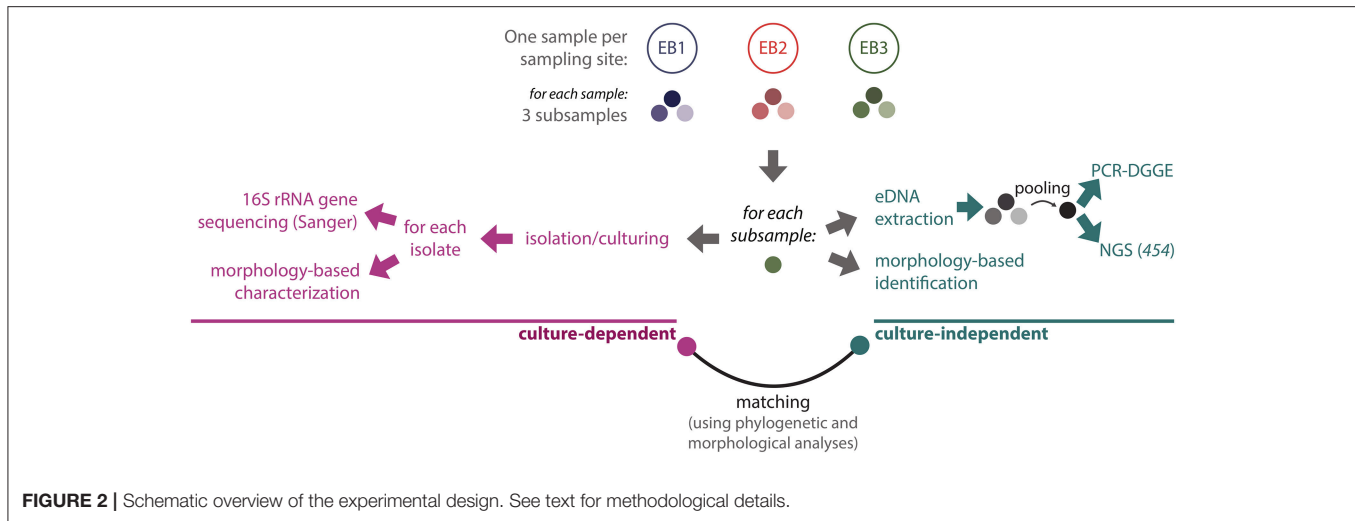 One sample per
sampling site:
EB1
EB2
EB3
for each sample:
3 subsamples
16S rRNA gene
sequencing (Sanger)
morphology-based
characterization
for each
isolate
isolation/culturing
for each
subsample:
eDNA
extraction
pooling
PCR-DGGE
NGS (454)
morphology-based
identification
culture-dependent
culture-independent
matching
(using phylogenetic and
morphological analyses)
FIGURE 2 | Schematic overview of the experimental design. See text for methodological details.